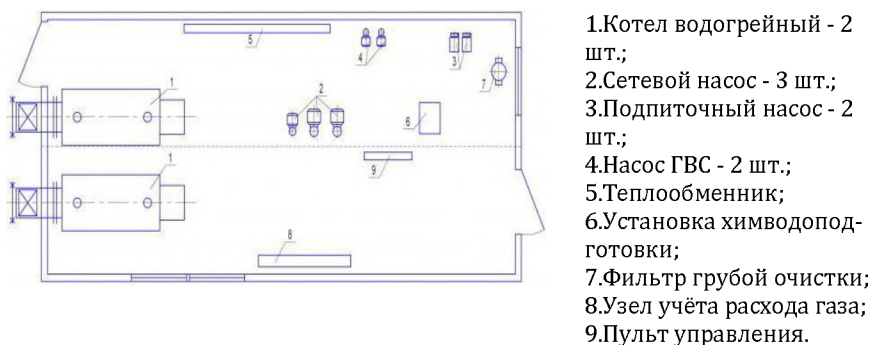 5
4
3
7
1
2
6
9
1
8
1.Котел водогрейный - 2
шт.;
2.Сетевой насос - 3 шт.;
3.Подпиточный насос - 2
шт.;
4.Насос ГВС - 2 шт.;
5.Теплообменник;
6.Установка химводопод-
готовки;
7.Фильтр грубой очистки;
8.Узел учёта расхода газа;
9.Пульт управления.